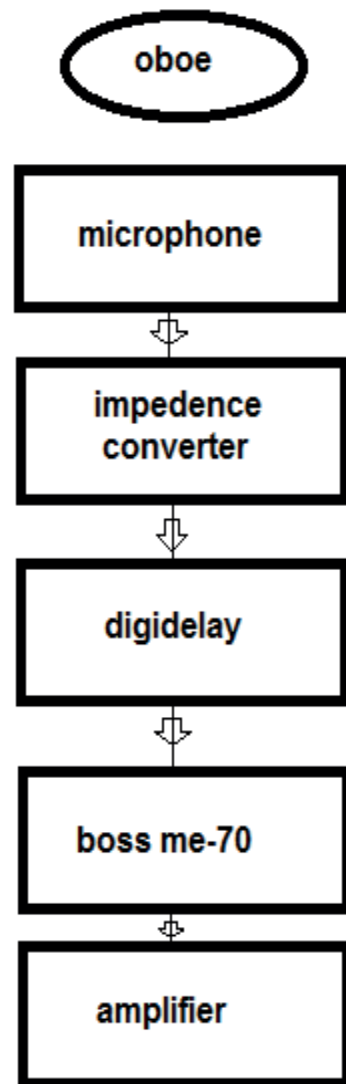 oboe
microphone
impedence
converter
digidelay
boss me-70
amplifier